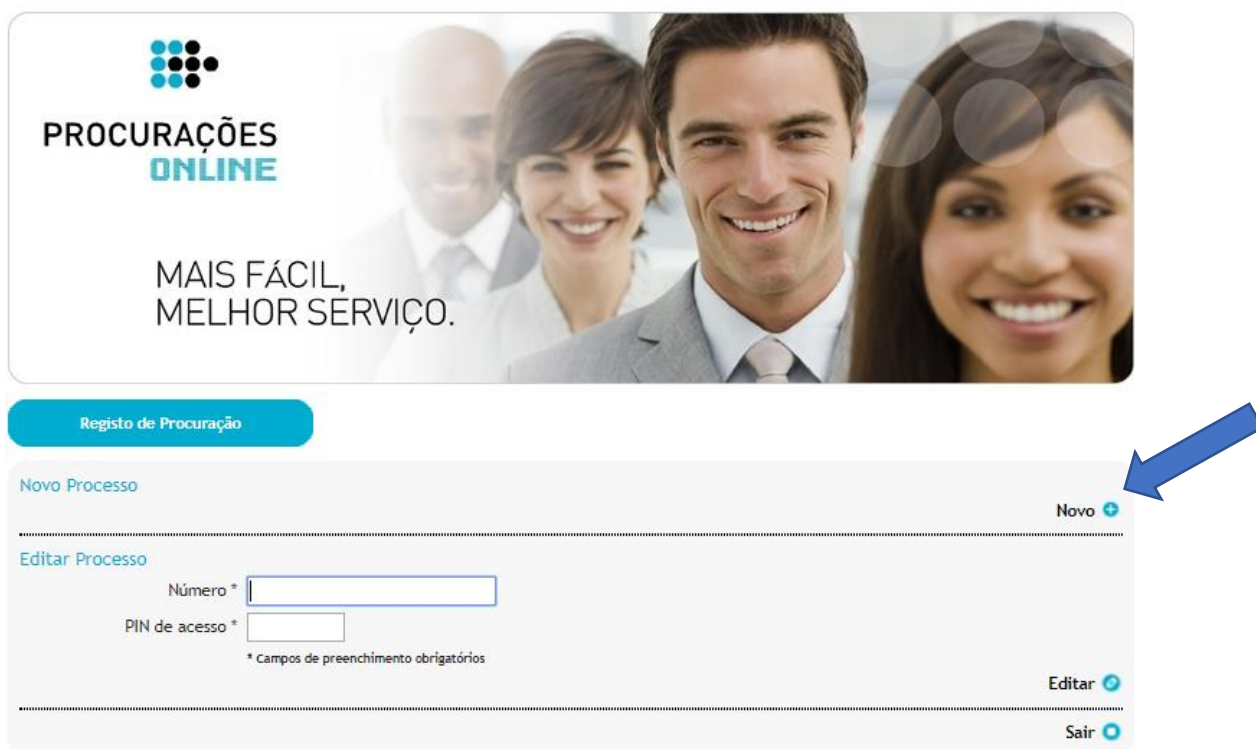 PROCURAÇÕES
ONLINE
MAIS FÁCIL,
MELHOR SERVIÇO.
Registo de Procuração
Novo Processo
Novo
Editar Processo
Número *
PIN de acesso *
* Campos de preenchimento obrigatórios
Editar
Sair